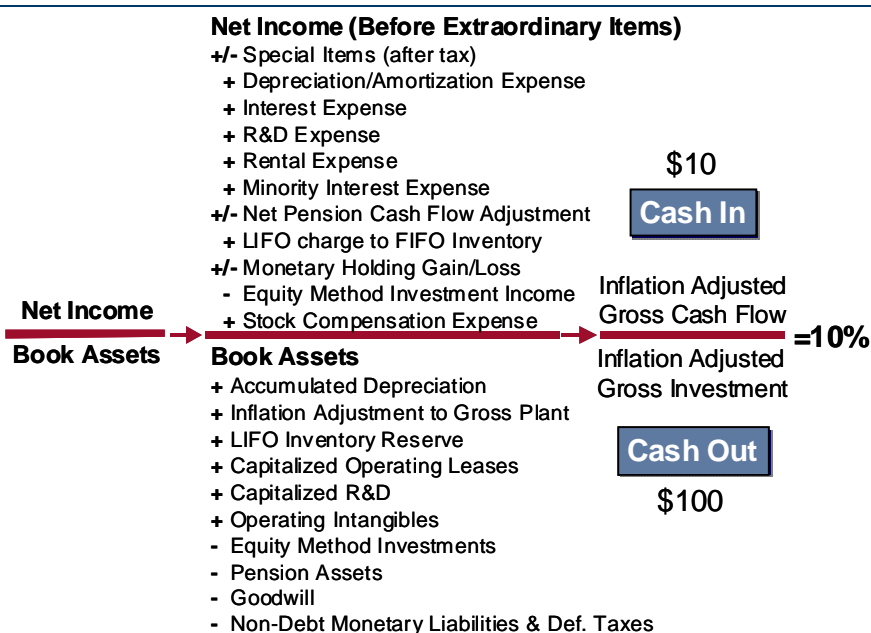 Net Income (Before Extraordinary Items)
+/- Special Items (after tax)
+ Depreciation/Amortization Expense
+ Interest Expense
+ R&D Expense
+ Rental Expense
+ Minority Interest Expense
+/- Net Pension Cash Flow Adjustment
+ LIFO charge to FIFO Inventory
+/- Monetary Holding Gain/Loss
- Equity Method Investment Income
+ Stock Compensation Expense
Net Income
Book Assets
Book Assets
+ Accumulated Depreciation
+ Inflation Adjustment to Gross Plant
+ LIFO Inventory Reserve
+ Capitalized Operating Leases
+ Capitalized R&D
+ Operating Intangibles
- Equity Method Investments
- Pension Assets
- Goodwill
- Non-Debt Monetary Liabilities & Def. Taxes
$10
Cash In
Inflation Adjusted
Gross Cash Flow
=10%
Inflation Adjusted
Gross Investment
Cash Out
$100